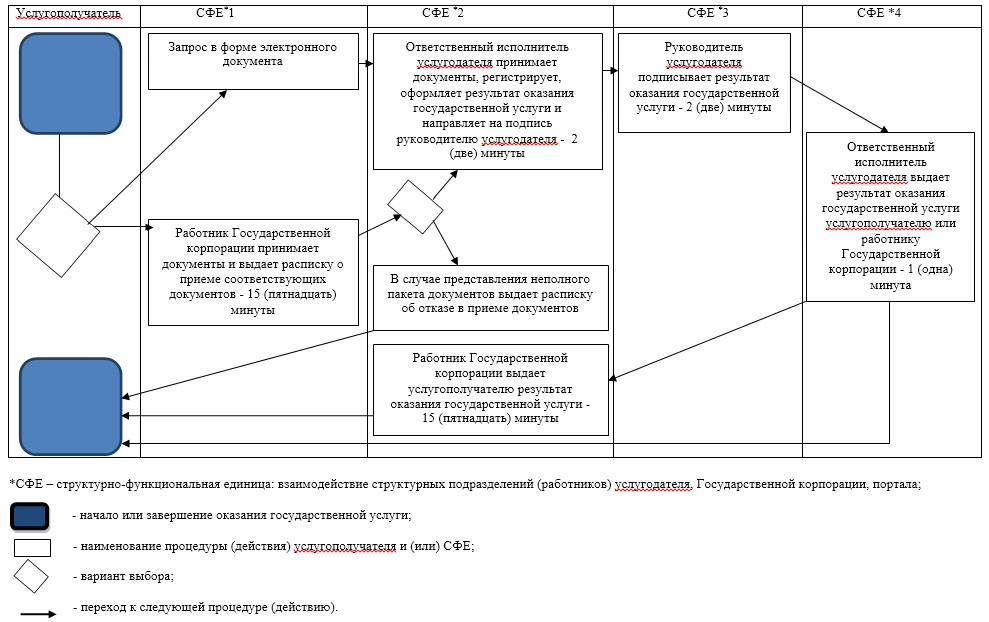 Услугополучатель
СФЕ*1
СФЕ *2
СФЕ *3
СФЕ *4
Запрос в форме электронного
документа
Ответственный исполнитель
услугодателя принимает
документы, регистрирует,
оформляет результат оказания
государственной услуги и
направляет на подпись
руководителю услугодателя - 2
(две) минуты
Руководитель
услугодателя
подписывает результат
оказания государственной
услуги - 2 (две) минуты
Ответственный
исполнитель
услугодателя выдает
результат оказания
государственной услуги
услугополучателю или
работнику
Государственной
корпорации - 1 (одна)
минута
Работник Государственной
корпорации принимает
документы и выдает расписку о
приеме соответствующих
документов - 15 (пятнадцать)
минуты
В случае представления неполного
пакета документов выдает расписку
об отказе в приеме документов
Работник Государственной
корпорации выдает
услугополучателю результат
оказания государственной услуги -
15 (пятнадцать) минуты
*СФЕ – структурно-функциональная единица: взаимодействие структурных подразделений (работников) услугодателя, Государственной корпорации, портала;
- начало или завершение оказания государственной услуги;
- наименование процедуры (действия) услугополучателя и (или) СФЕ;
- вариант выбора;
- переход к следующей процедуре (действию).